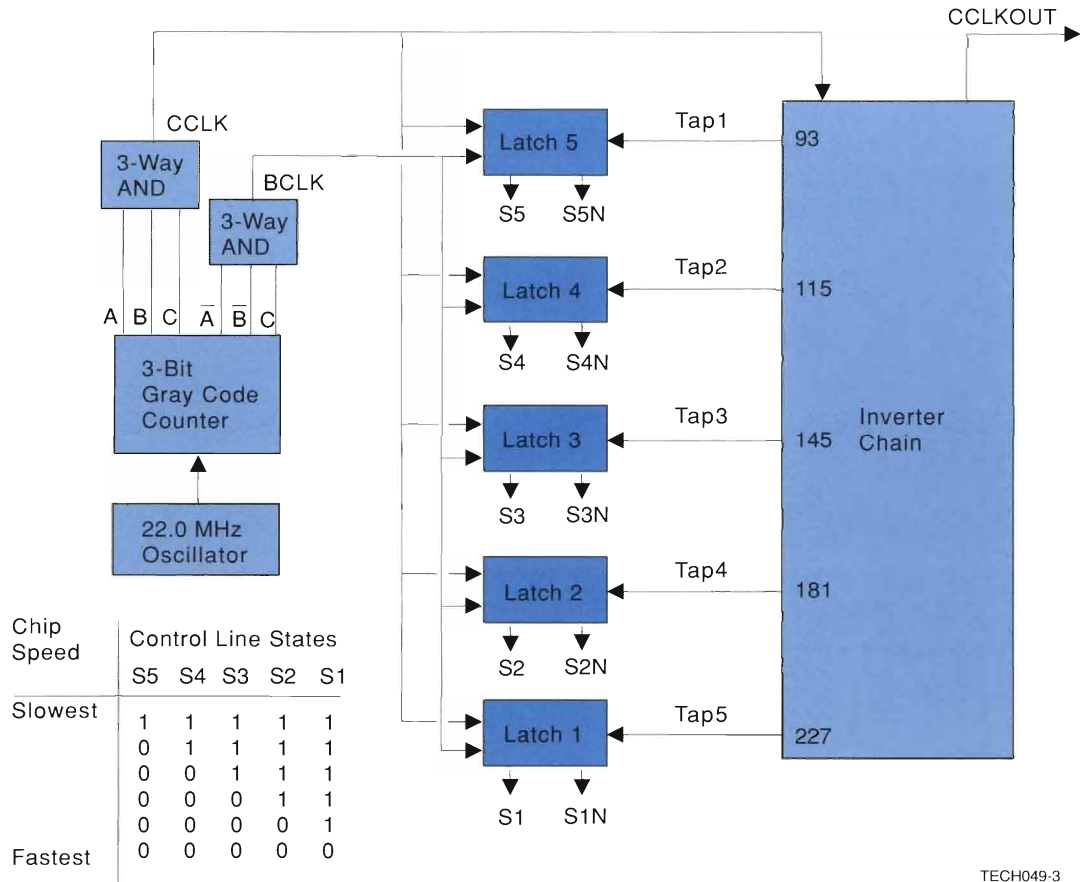 CCLKOUT
CCLK
3-Way
AND
BCLK
3-Way
AND
A B C A̅ B̅ C
3-Bit
Gray Code
Counter
22.0 MHz
Oscillator
Latch 5
S5 S5N
Tap1
93
Latch 4
S4 S4N
Tap2
115
Latch 3
S3 S3N
Tap3
145
Inverter
Chain
Latch 2
S2 S2N
Tap4
181
Latch 1
S1 S1N
Tap5
227
Chip
Speed
Control Line States
S5 S4 S3 S2 S1
Slowest
1 1 1 1 1
0 1 1 1 1
0 0 1 1 1
0 0 0 1 1
0 0 0 0 1
Fastest 0 0 0 0 0
TECH049-3